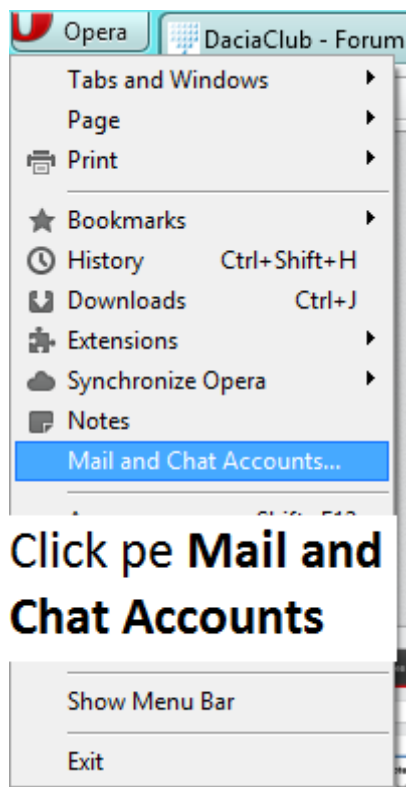 Opera
DaciaClub - Forum
Tabs and Windows
Page
Print
Bookmarks
History Ctrl+Shift+H
Downloads Ctrl+J
Extensions
Synchronize Opera
Notes
Mail and Chat Accounts...
Click pe Mail and
Chat Accounts
Show Menu Bar
Exit